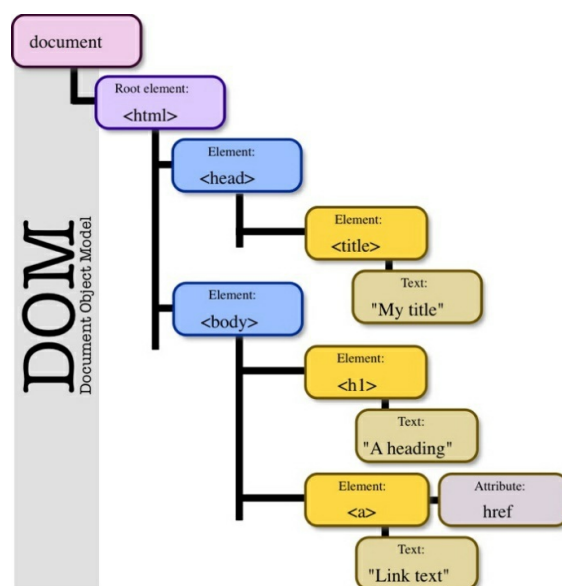 document
Root element:
<html>
Element:
<head>
Element:
<title>
Text:
"My title"
Element:
<body>
Element:
<h1>
Text:
"A heading"
Element:
<a>
Attribute:
href
Text:
"Link text"
DOM
Document Object Model